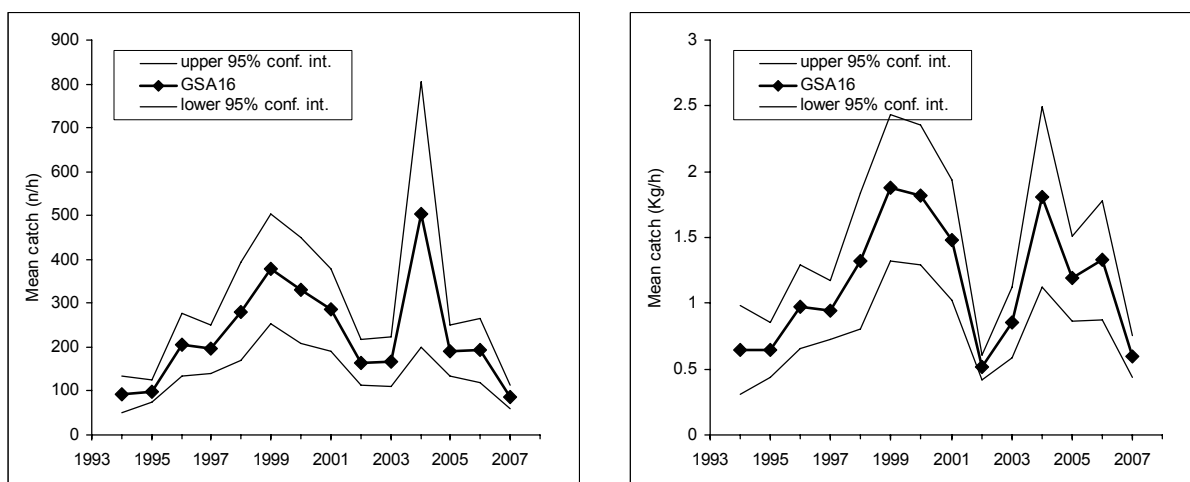 900
800
700
600
500
400
300
200
100
0
Mean catch (n/h)
upper 95% conf. int.
GSA16
lower 95% conf. int.
1993 1995 1997 1999 2001 2003 2005 2007
3
2.5
2
1.5
1
0.5
0
Mean catch (Kg/h)
upper 95% conf. int.
GSA16
lower 95% conf. int.
1993 1995 1997 1999 2001 2003 2005 2007